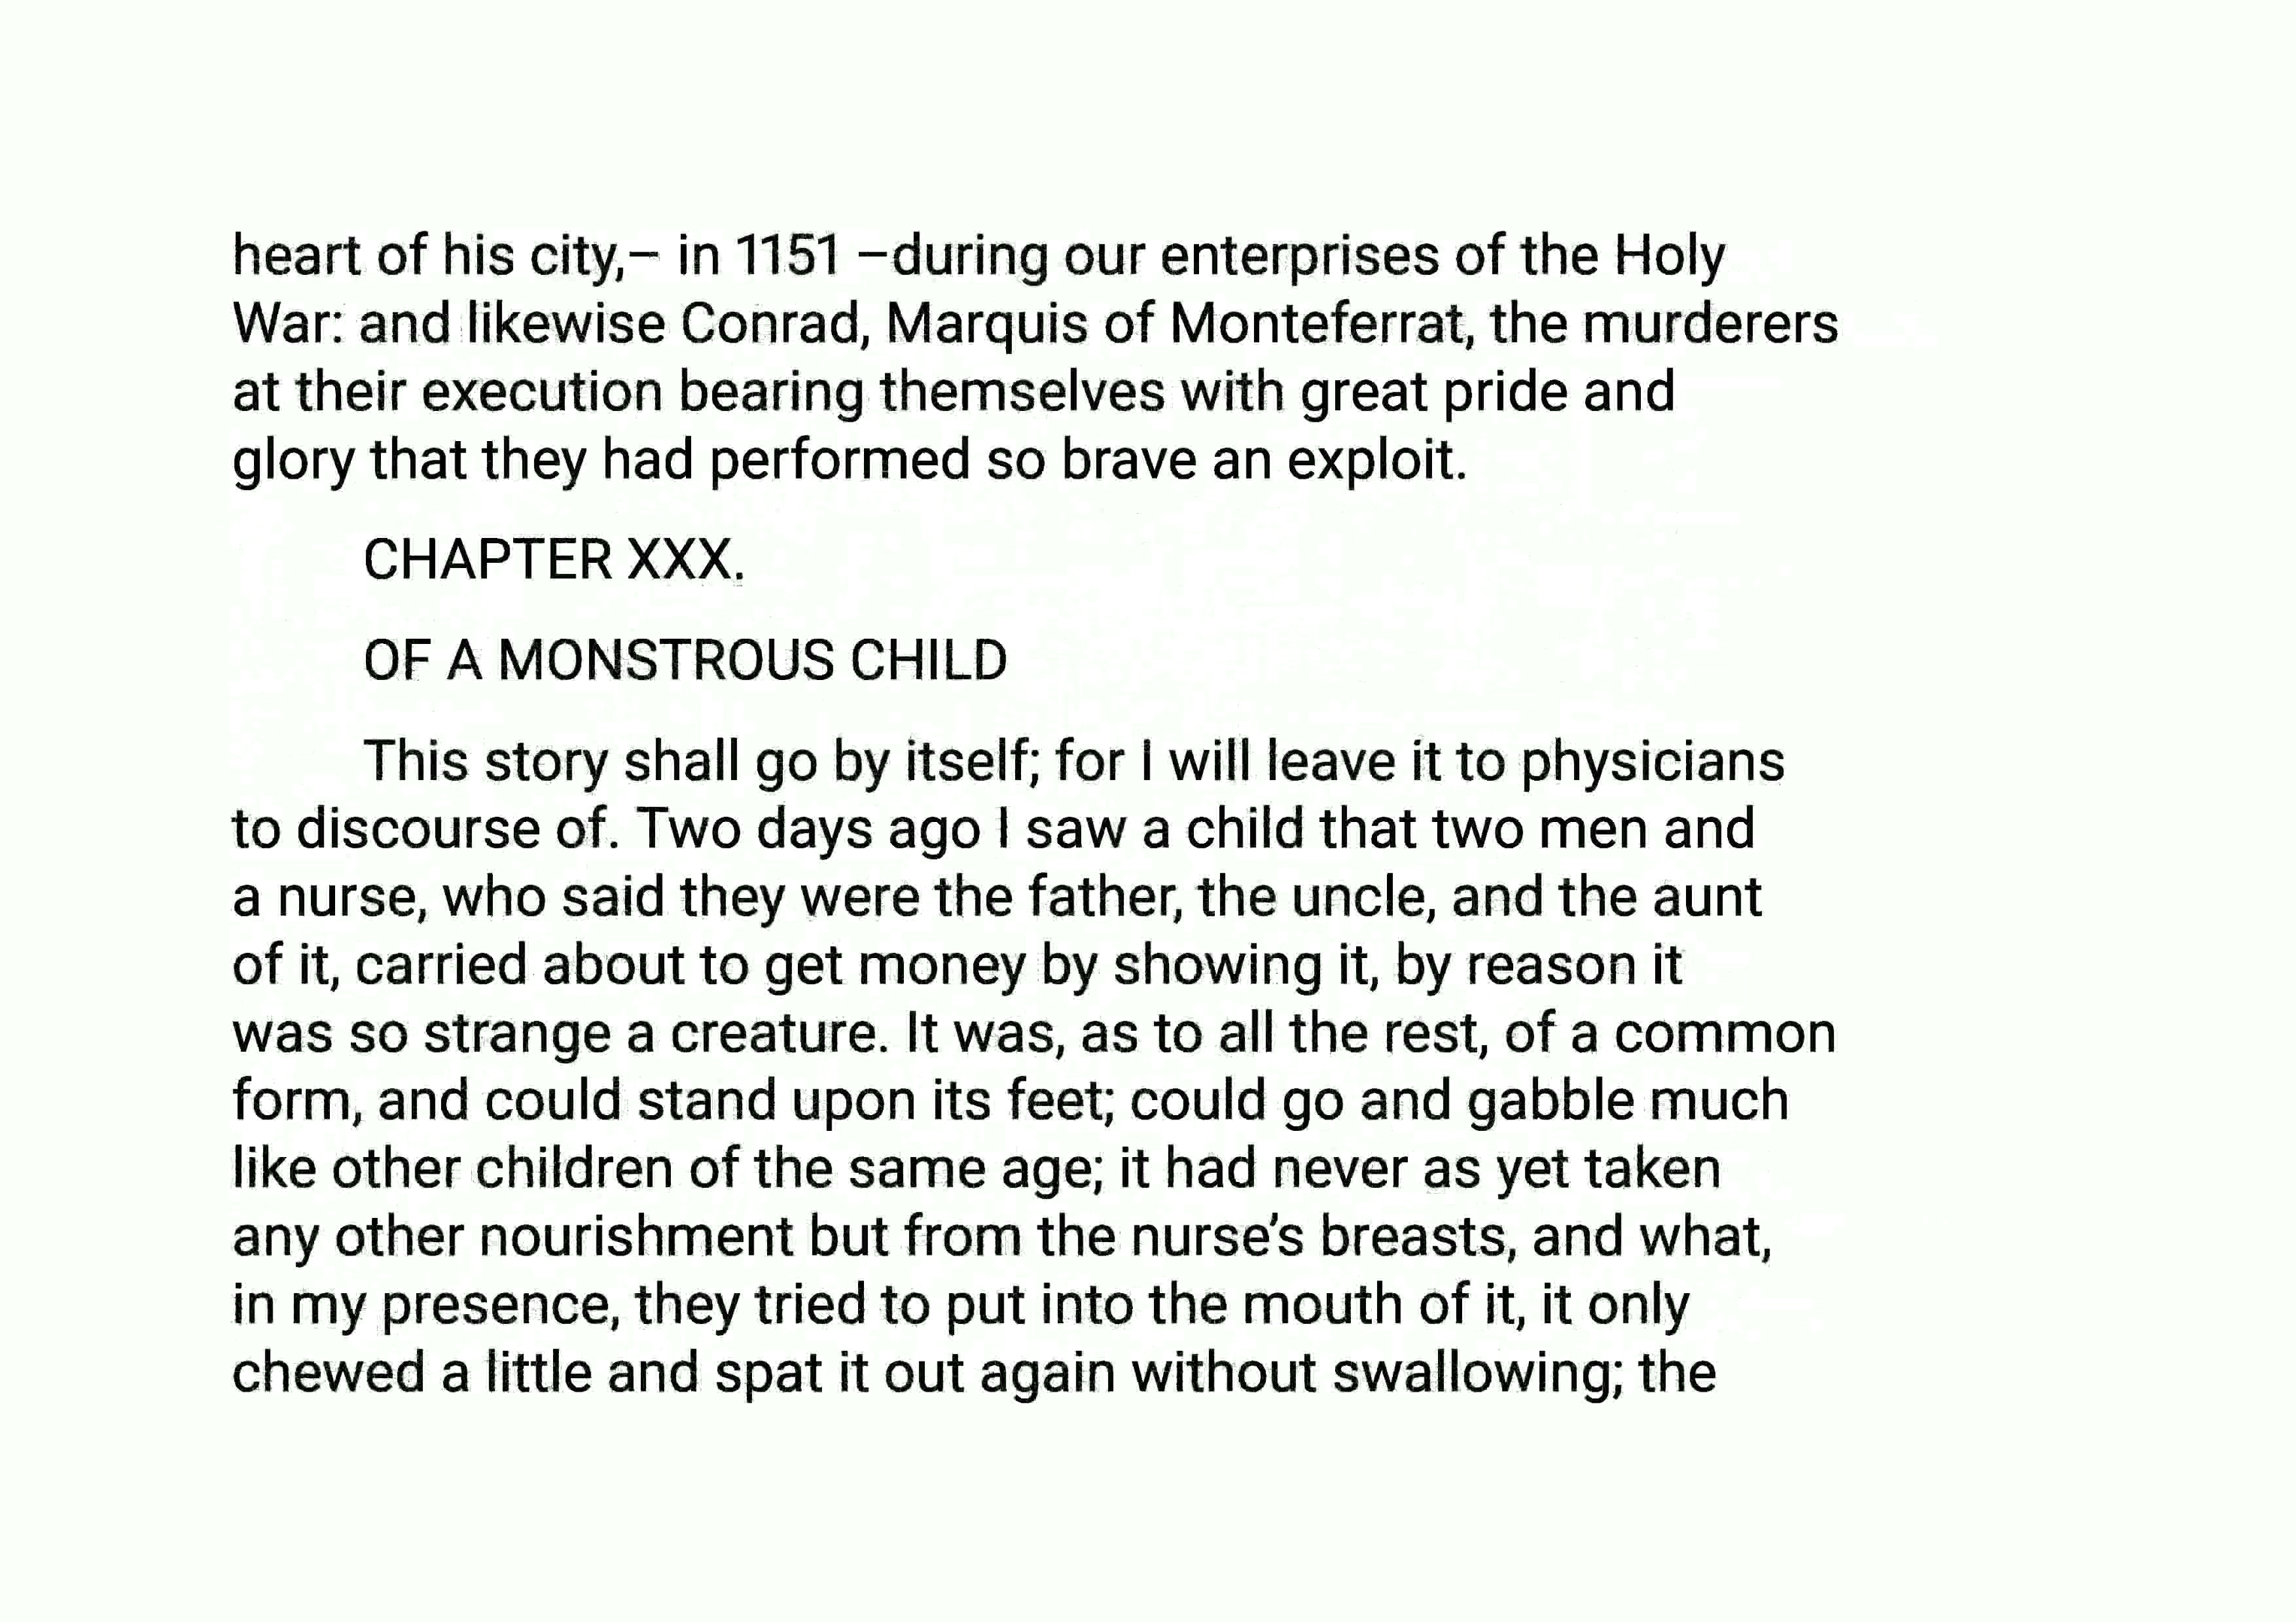 heart of his city,– in 1151 –during our enterprises of the Holy
War: and likewise Conrad, Marquis of Monteferrat, the murderers
at their execution bearing themselves with great pride and
glory that they had performed so brave an exploit.
CHAPTER XXX.
OF A MONSTROUS CHILD
This story shall go by itself; for I will leave it to physicians
to discourse of. Two days ago I saw a child that two men and
a nurse, who said they were the father, the uncle, and the aunt
of it, carried about to get money by showing it, by reason it
was so strange a creature. It was, as to all the rest, of a common
form, and could stand upon its feet; could go and gabble much
like other children of the same age; it had never as yet taken
any other nourishment but from the nurse’s breasts, and what,
in my presence, they tried to put into the mouth of it, it only
chewed a little and spat it out again without swallowing; the